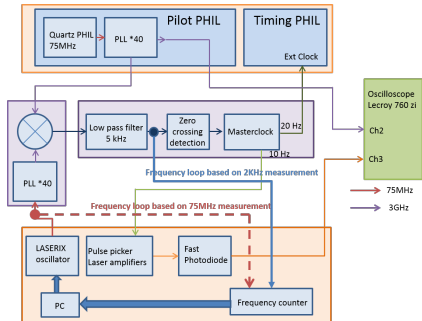 Pilot PHIL
Timing PHIL
Quartz PHIL
75MHz
PLL *40
Ext Clock
Oscilloscope
Lecroy 760 zi
Ch2
Ch3
Low pass filter
5 kHz
Zero
crossing
detection
Masterclock
20 Hz
10 Hz
PLL *40
Frequency loop based on 2KHz measurement
Frequency loop based on 75MHz measurement
75MHz
3GHz
LASERIX
oscillator
Pulse picker
Laser amplifiers
Fast
Photodiode
PC
Frequency counter